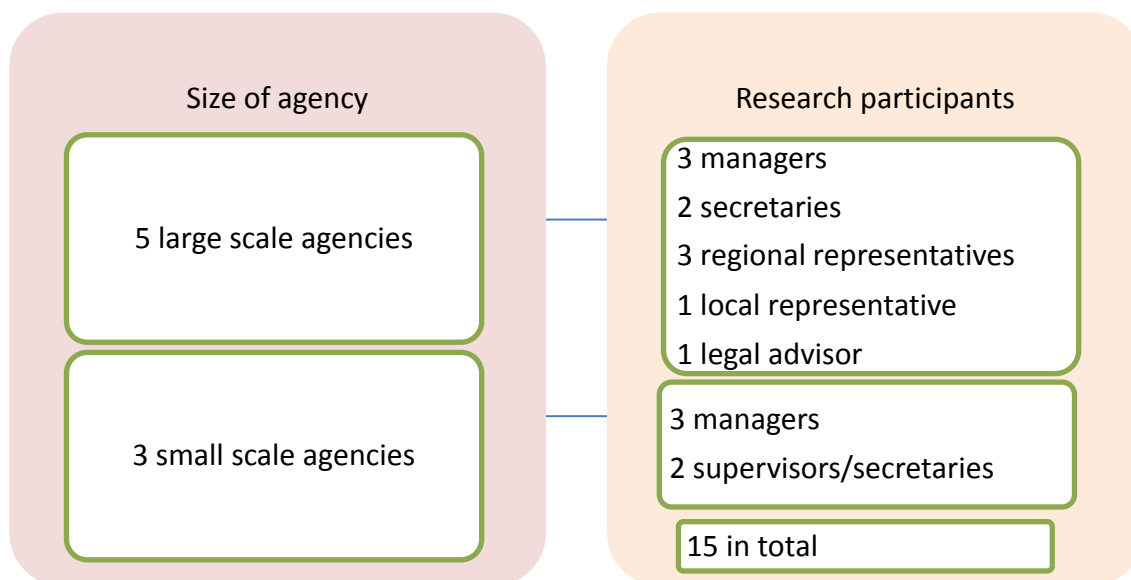 Size of agency
5 large scale agencies
3 small scale agencies
Research participants
3 managers
2 secretaries
3 regional representatives
1 local representative
1 legal advisor
3 managers
2 supervisors/secretaries
15 in total